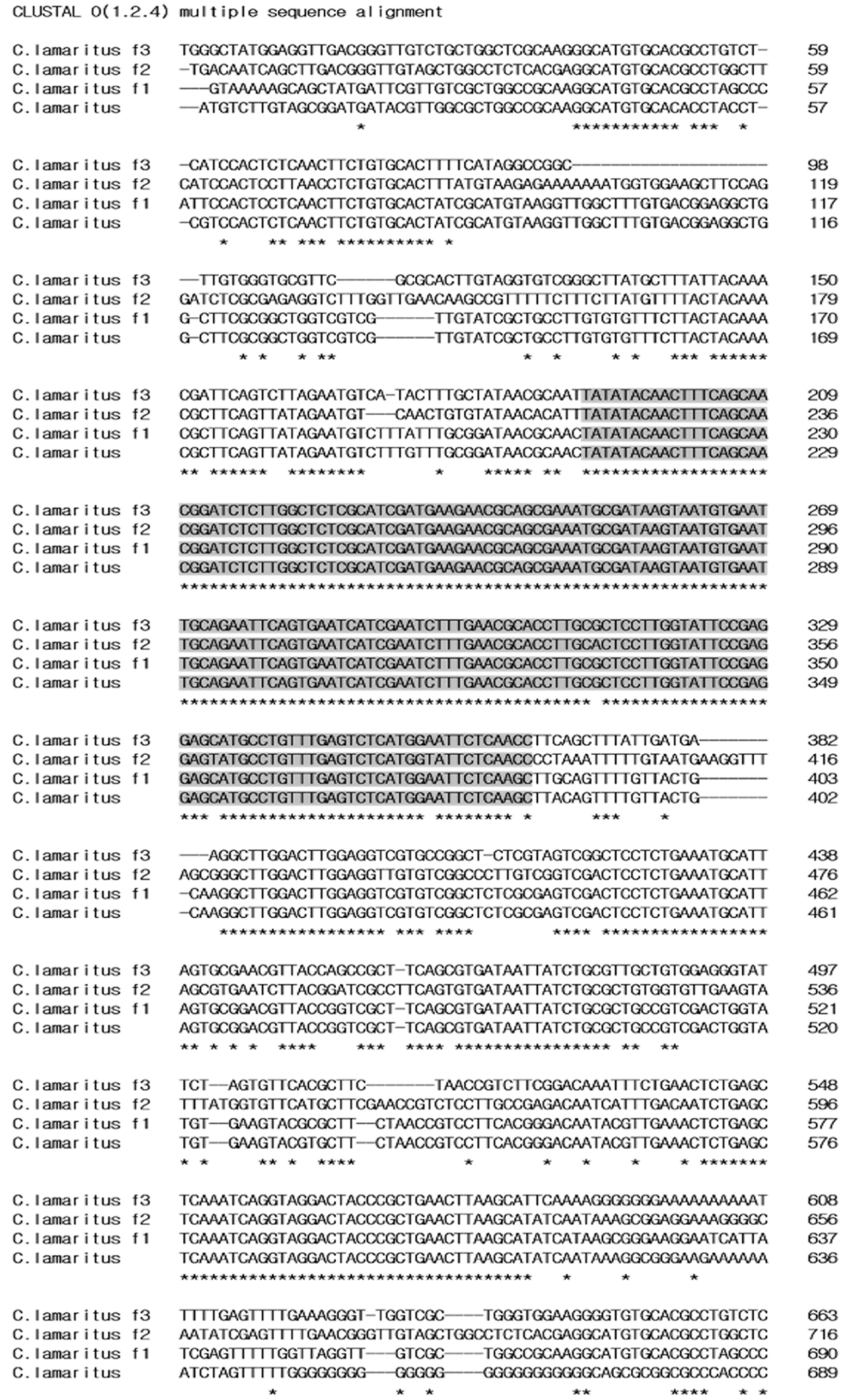 CLUSTAL O(1.2.4) multiple sequence alignment
C.lamaritus f3 TGGGCTATGGAGGTTGACGGGTTGTCTGCTGGCTCGCAAGGGCATGTGCACGCCTGTCT- 59
C.lamaritus f2 -TGACAATCAGCTTGACGGGTTGTAGCTGGCCTCTCACGAGGCATGTGCACGCCTGGCTT 59
C.lamaritus f1 ---GTAAAAAGCAGCTATGATTCGTTGTCGCTGGCCGCAAGGCATGTGCACGCCTAGCCC 57
C.lamaritus --ATGTCTTGTAGCGGATGATACGTTGGCGCTGGCCGCAAGGCATGTGCACACCTACCT- 57
* *********** *** *
C.lamaritus f3 -CATCCACTCTCAACTTCTGTGCACTTTTCATAGGCCGGC-------------------- 98
C.lamaritus f2 CATCCACTCCTTAACCTCTGTGCACTTTATGTAAGAGAAAAAAATGGTGGAAGCTTCCAG 119
C.lamaritus f1 ATTCCACTCCTCAACTTCTGTGCACTATCGCATGTAAGGTTGGCTTTGTGACGGAGGCTG 117
C.lamaritus -CGTCCACTCTCAACTTCTGTGCACTATCGCATGTAAGGTTGGCTTTGTGACGGAGGCTG 116
* ** *** ********** *
C.lamaritus f3 --TTGTGGGTGCGTTC------GCGCACTTGTAGGTGTCGGGCTTATGCTTTATTACAAA 150
C.lamaritus f2 GATCTCGCGAGAGGTCTTTGGTTGAACAAGCCGTTTTTCTTTCTTATGTTTTACTACAAA 179
C.lamaritus f1 G-CTTCGCGGCTGGTCGTCG------TTGTATCGCTGCCTTGTGTGTTTCTTACTACAAA 170
C.lamaritus G-CTTCGCGGCTGGTCGTCG------TTGTATCGCTGCCTTGTGTGTTTCTTACTACAAA 169
* * * ** * * * * *** ******
C.lamaritus f3 CGATTCAGTCTTAGAATGTCA-TACTTTGCTATAACGCAATTATATACAACTTTCAGCAA 209
C.lamaritus f2 CGCTTCAGTTATAGAATGT---CAACTGTGTATAACACATTTATATACAACTTTCAGCAA 236
C.lamaritus f1 CGCTTCAGTTATAGAATGTCTTTATTTGCGGATAACGCAACTATATACAACTTTCAGCAA 230
C.lamaritus CGCTTCAGTTATAGAATGTCTTTGTTTGCGGATAACGCAACTATATACAACTTTCAGCAA 229
** ****** ******** * ***** ** *******************
C.lamaritus f3 CGGATCTCTTGGCTCTCGCATCGATGAAGAACGCAGCGAAATGCGATAAGTAATGTGAAT 269
C.lamaritus f2 CGGATCTCTTGGCTCTCGCATCGATGAAGAACGCAGCGAAATGCGATAAGTAATGTGAAT 296
C.lamaritus f1 CGGATCTCTTGGCTCTCGCATCGATGAAGAACGCAGCGAAATGCGATAAGTAATGTGAAT 290
C.lamaritus CGGATCTCTTGGCTCTCGCATCGATGAAGAACGCAGCGAAATGCGATAAGTAATGTGAAT 289
************************************************************
C.lamaritus f3 TGCAGAATTCAGTGAATCATCGAATCTTTGAACGCACCTTGCGCTCCTTGGTATTCCGAG 329
C.lamaritus f2 TGCAGAATTCAGTGAATCATCGAATCTTTGAACGCACCTTGCACTCCTTGGTATTCCGAG 356
C.lamaritus f1 TGCAGAATTCAGTGAATCATCGAATCTTTGAACGCACCTTGCGCTCCTTGGTATTCCGAG 350
C.lamaritus TGCAGAATTCAGTGAATCATCGAATCTTTGAACGCACCTTGCGCTCCTTGGTATTCCGAG 349
****************************************** *****************
C.lamaritus f3 GAGCATGCCTGTTTGAGTCTCATGGAATTCTCAACCTTCAGCTTTATTGATGA------- 382
C.lamaritus f2 GAGTATGCCTGTTTGAGTCTCATGGTATTCTCAACCCCTAAATTTTTGTAATGAAGGTTT 416
C.lamaritus f1 GAGCATGCCTGTTTGAGTCTCATGGAATTCTCAAGCTTGCAGTTTTGTTACTG------- 403
C.lamaritus GAGCATGCCTGTTTGAGTCTCATGGAATTCTCAAGCTTACAGTTTTGTTACTG------- 402
*** ********************* ******** * *** *
C.lamaritus f3 ---AGGCTTGGACTTGGAGGTCGTGCCGGCT-CTCGTAGTCGGCTCCTCTGAAATGCATT 438
C.lamaritus f2 AGCGGGCTTGGACTTGGAGGTTGTGTCGGCCCTTGTCGGTCGACTCCTCTGAAATGCATT 476
C.lamaritus f1 -CAAGGCTTGGACTTGGAGGTCGTGTCGGCTCTCGCGAGTCGACTCCTCTGAAATGCATT 462
C.lamaritus -CAAGGCTTGGACTTGGAGGTCGTGTCGGCTCTCGCGAGTCGACTCCTCTGAAATGCATT 461
***************** *** **** **** *****************
C.lamaritus f3 AGTGCGAACGTTACCAGCCGCT-TCAGCGTGATAATTATCTGCGTTGCTGTGGAGGGTAT 497
C.lamaritus f2 AGCGTGAATCTTACGGATCGCCTTCAGTGTGATAATTATCTGCGCTGTGGTGTTGAAGTA 536
C.lamaritus f1 AGTGCGGACGTTACCGGTCGCT-TCAGCGTGATAATTATCTGCGCTGCCGTCGACTGGTA 521
C.lamaritus AGTGCGGACGTTACCGGTCGCT-TCAGCGTGATAATTATCTGCGCTGCCGTCGACTGGTA 520
** * * * **** *** **** **************** ** **
C.lamaritus f3 TCT--AGTGTTCACGCTTC-------TAACCGTCTTCGGACAAATTTCTGAACTCTGAGC 548
C.lamaritus f2 TTTATGGTGTTCATGCTTCGAACCGTCTCCTTGCCGAGACAATCATTTGACAATCTGAGC 596
C.lamaritus f1 TGT--GAAGTACGCGCTT--CTAACCGTCCTTCACGGGACAATACGTTGAAACTCTGAGC 577
C.lamaritus TGT--GAAGTACGTGCTT--CTAACCGTCCTTCACGGGACAATACGTTGAAACTCTGAGC 576
* * ** * **** * * * * * *******
C.lamaritus f3 TCAAATCAGGTAGGACTACCCGCTGAACTTAAGCATTCAAAAGGGGGGGAAAAAAAAAAT 608
C.lamaritus f2 TCAAATCAGGTAGGACTACCCGCTGAACTTAAGCATATCAATAAAGCGGAGGAAAGGGGC 656
C.lamaritus f1 TCAAATCAGGTAGGACTACCCGCTGAACTTAAGCATATCATAAGCGGGAAGGAATCATTA 637
C.lamaritus TCAAATCAGGTAGGACTACCCGCTGAACTTAAGCATATCAATAAAGGCGGGAAGAAAAAA 636
************************************ * * *
C.lamaritus f3 TTTTGAGTTTTGAAAGGGT-TGGTCGC----TGGGTGGAAGGGGTGTGCACGCCTGTCTC 663
C.lamaritus f2 AATATCGAGTTTTGAACGGGTTGTAGCTGGCCTCTCACGAGGCATGTGCACGCCTGGCTC 716
C.lamaritus f1 TCGAGTTTTTGGTTAGGTT---GTCGC----TGGCCGCAAGGCATGTGCACGCCTAGCCC 690
C.lamaritus ATCTAGTTTTTGGGGGGGG---GGGGG----GGGGGGGGGGGCAGCGCGGCGCCCACCCC 689
* * * ** **** * *